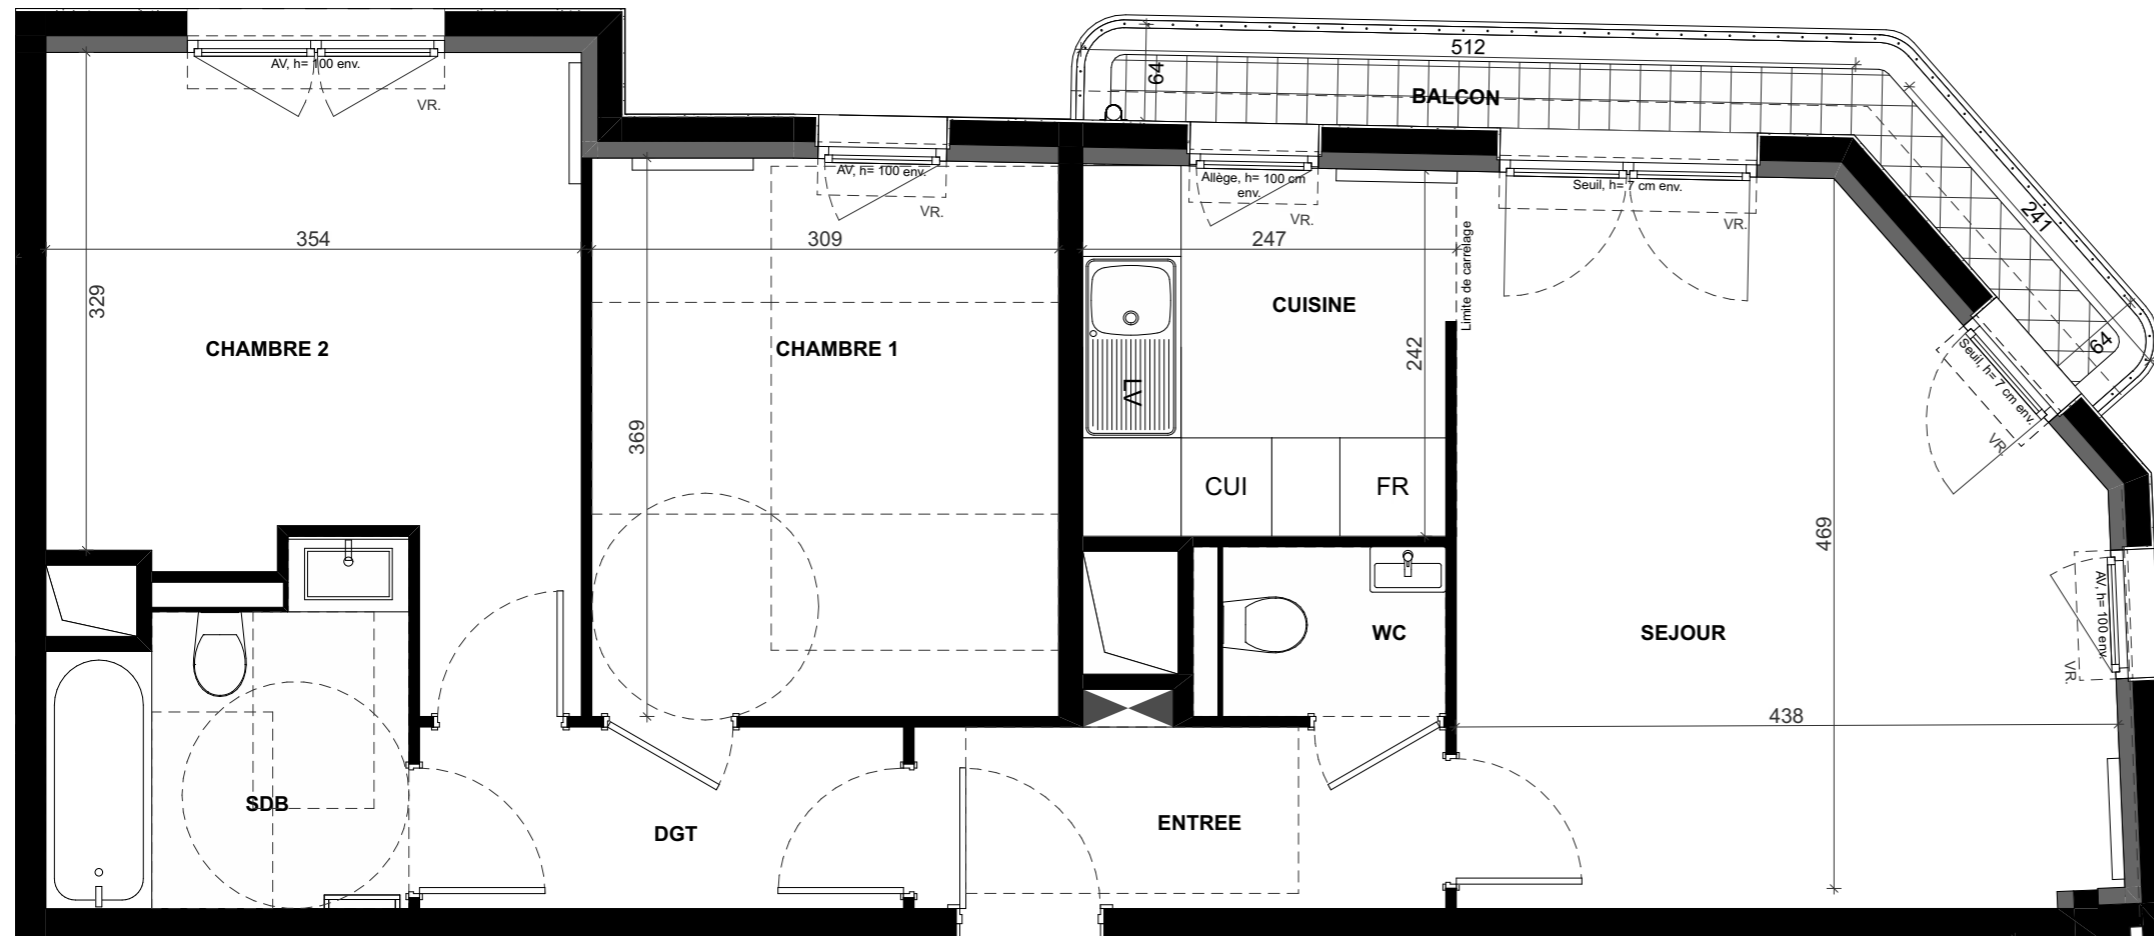 512
64
BALCON
AV, h= 100 env.
VR.
AV, h= 100 env.
VR.
Allège, h= 100 cm
env.
VR.
Seuil, h= 7 cm env.
VR.
241
64
Seuil, h= 7 cm env.
VR.
354
309
247
Limite de carrelage
329
CHAMBRE 2
CHAMBRE 1
CUISINE
242
LV
369
CUI
FR
469
AV, h= 100 env.
VR.
WC
SEJOUR
438
SDB
DGT
ENTREE